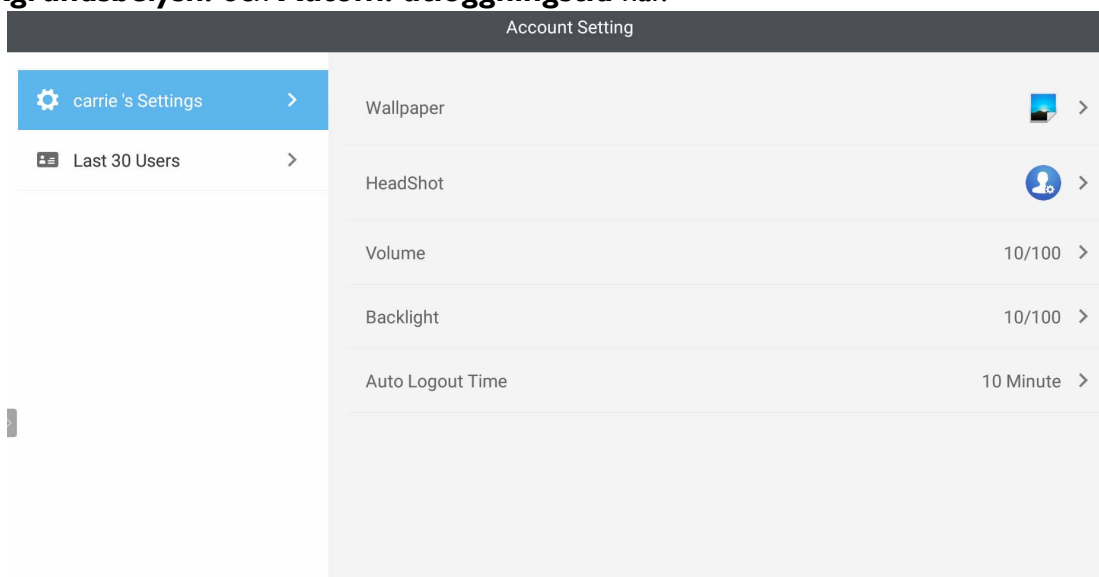 och
Account Setting
carrie 's Settings
Last 30 Users
Wallpaper
HeadShot
Volume 10/100
Backlight 10/100
Auto Logout Time 10 Minute